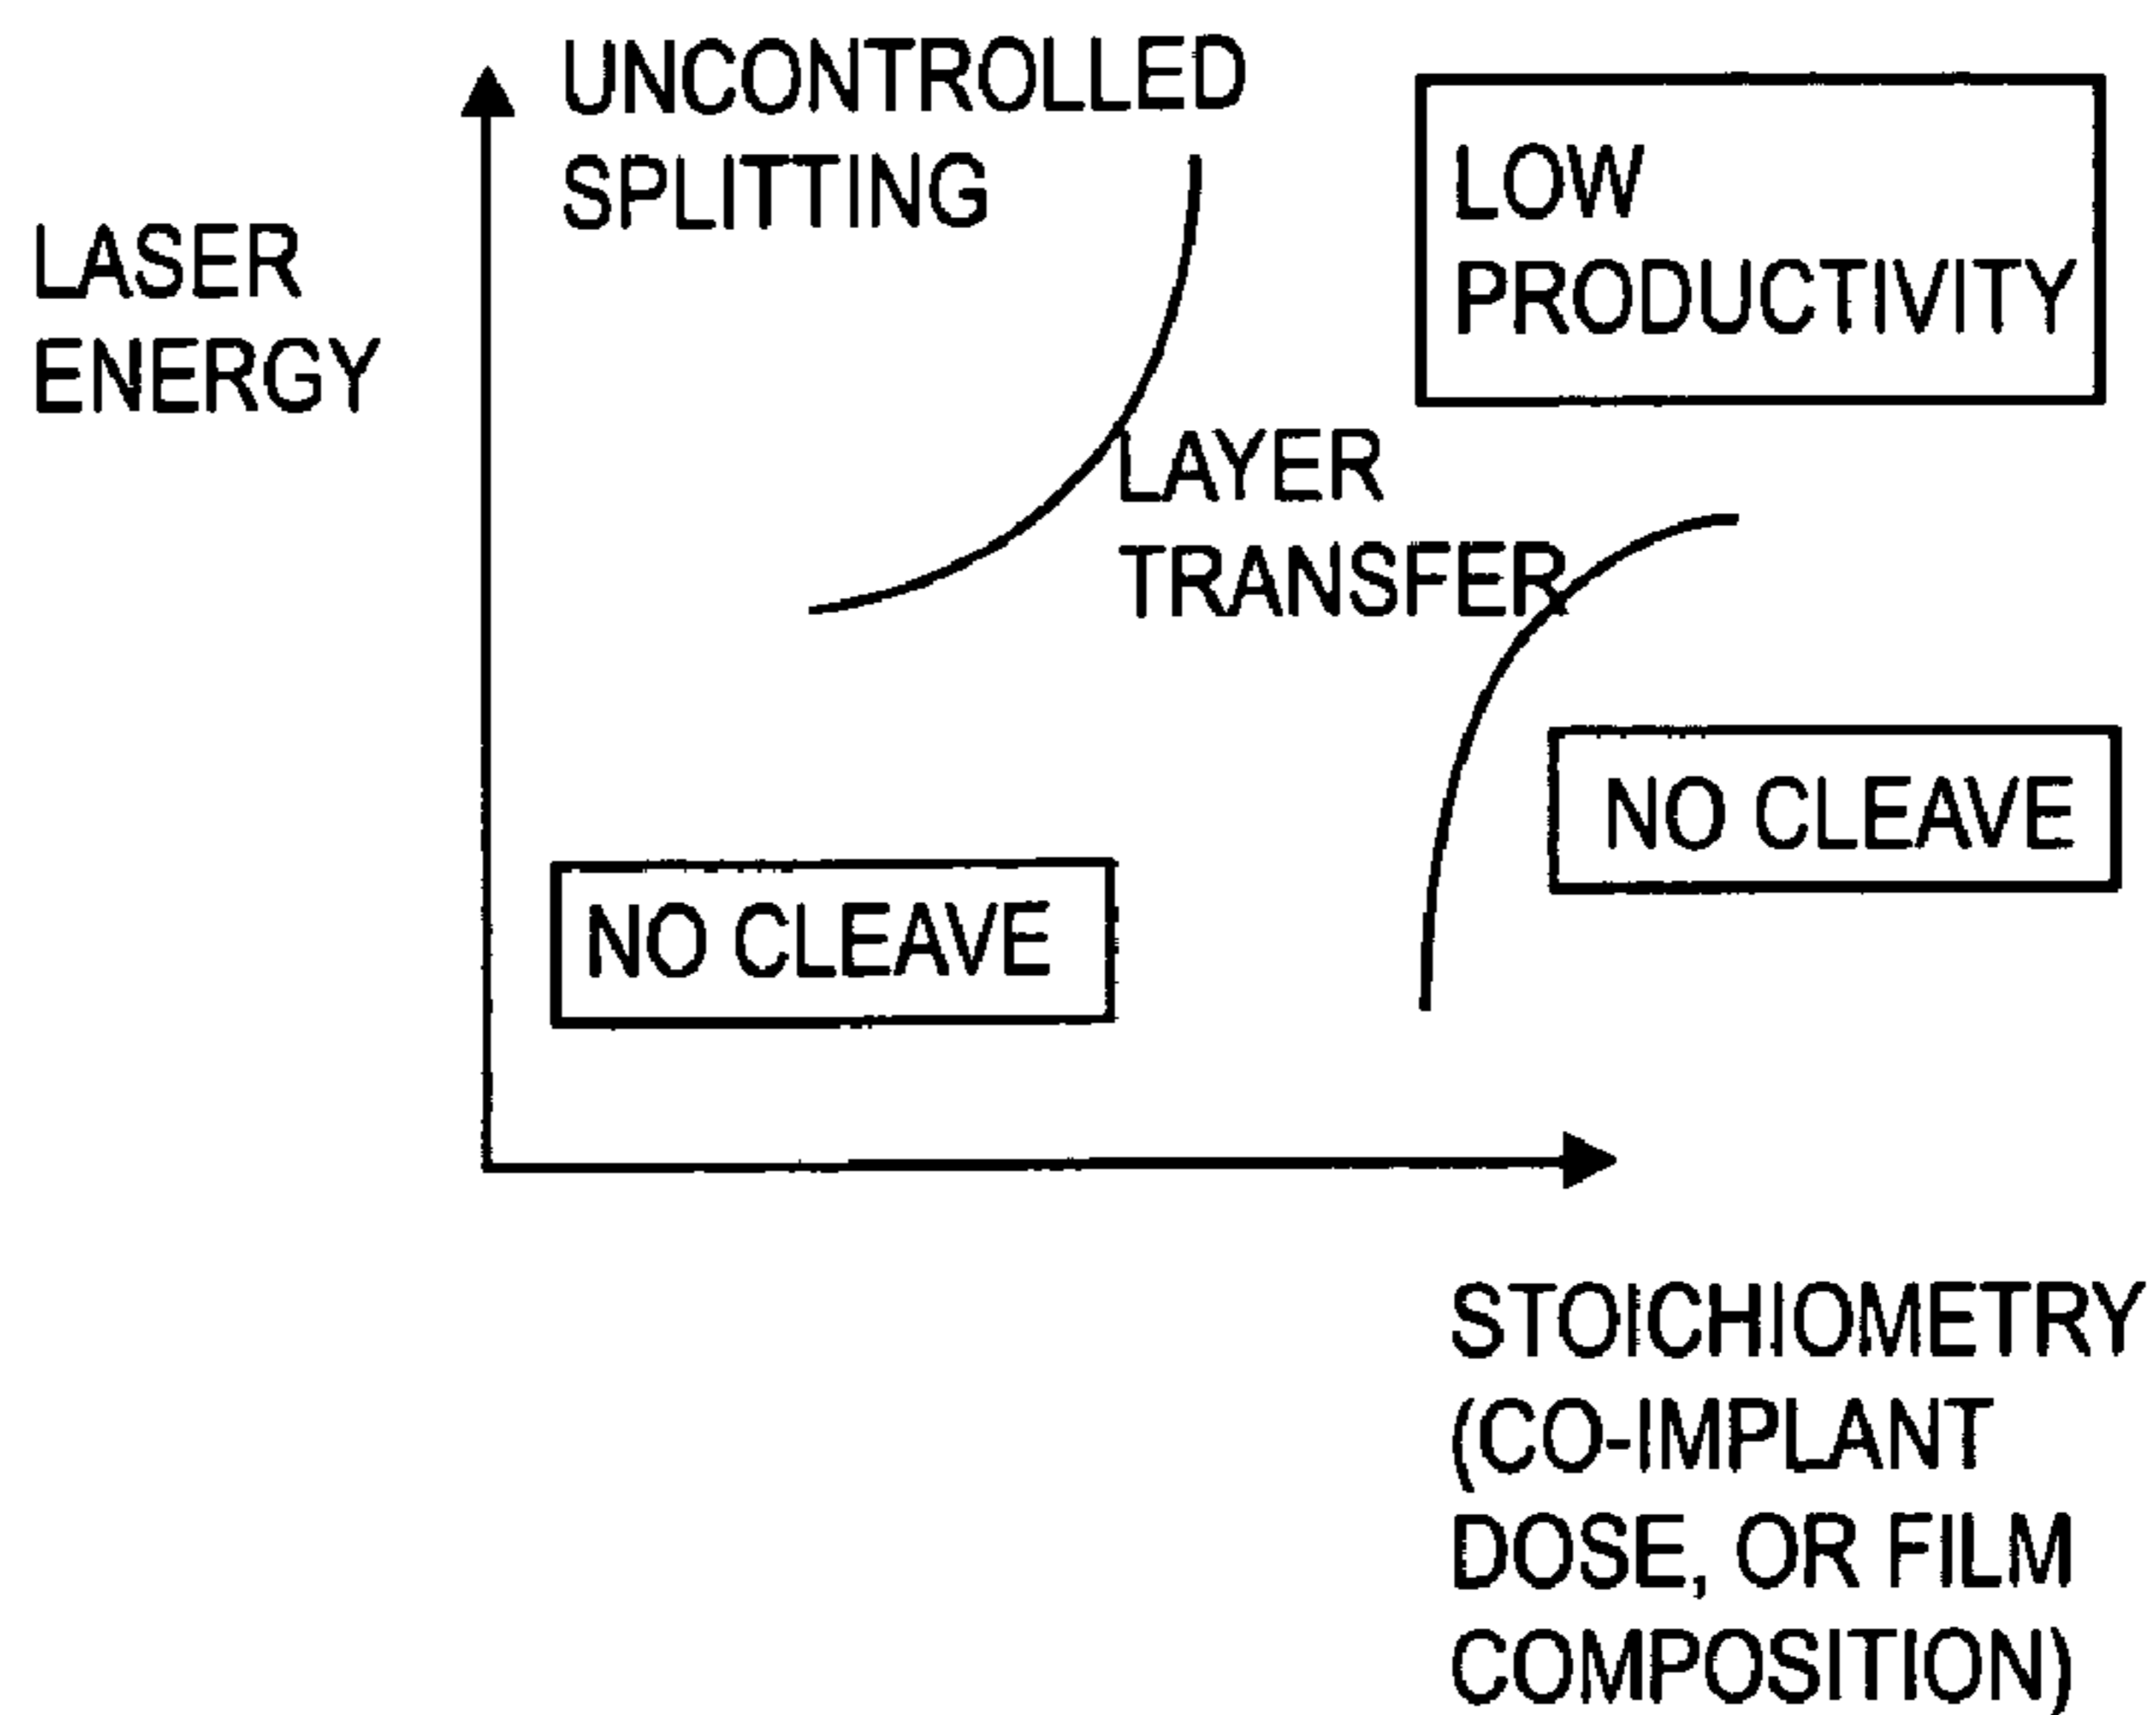 UNCONTROLLED
SPLITTING
LOW
PRODUCTIVITY
LASER
ENERGY
LAYER
TRANSFER
NO CLEAVE
NO CLEAVE
STOICHIOMETRY
(CO-IMPLANT
DOSE, OR FILM
COMPOSITION)